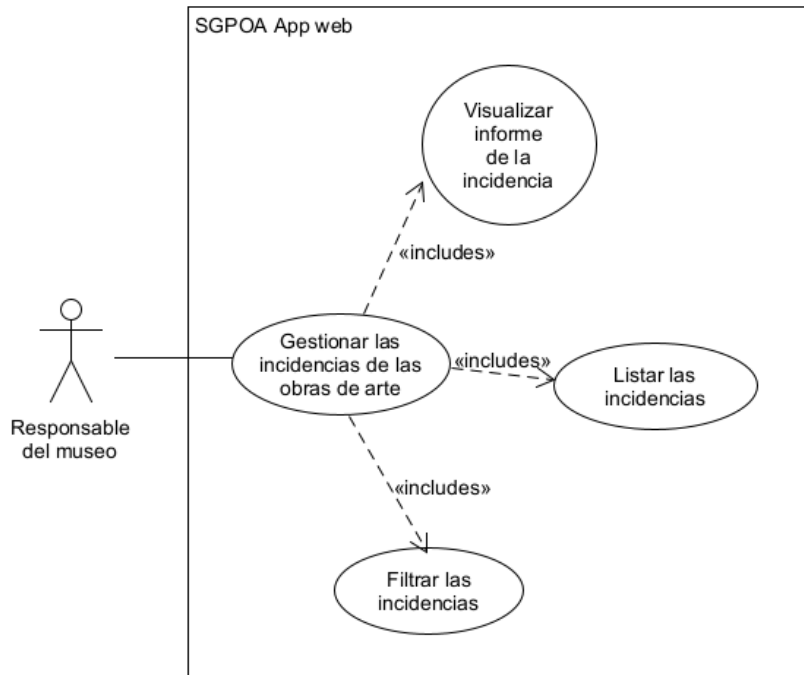 SGPOA App web
Visualizar
informe
de la
incidencia
«includes»
Gestionar las
incidencias de las
obras de arte
«includes»
Listar las
incidencias
Responsable
del museo
«includes»
Filtrar las
incidencias